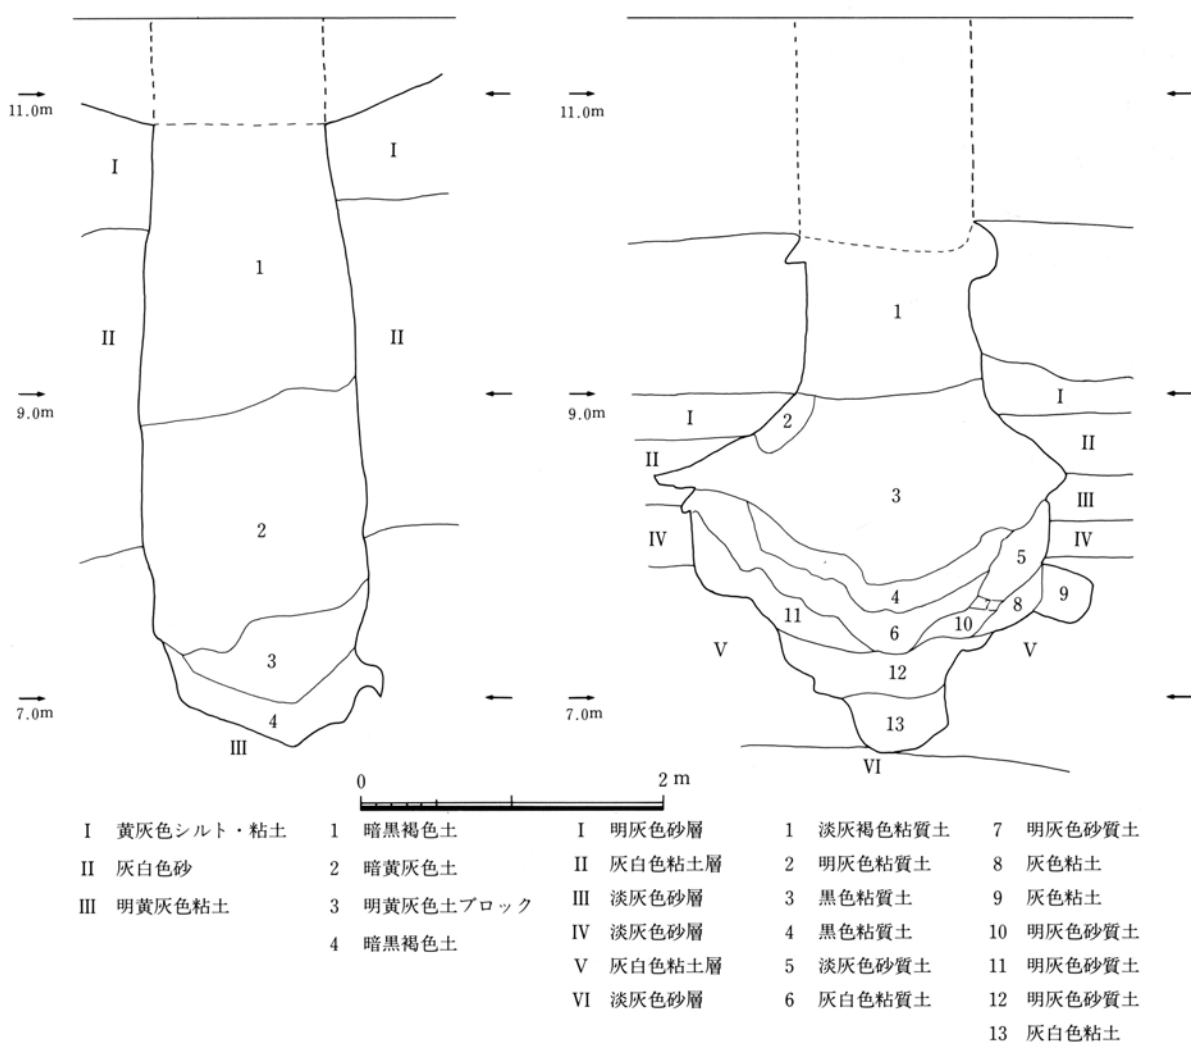 11.0m
9.0m
7.0m
I
I
II
II
III
1
2
3
4
11.0m
9.0m
7.0m
I
I
II
II
III
IV
IV
V
V
VI
1
2
3
4
5
6
7
8
9
10
11
12
13
0 2 m
I 黄灰色シルト・粘土
II 灰白色砂
III 明黄灰色粘土
1 暗黒褐色土
2 暗黄灰色土
3 明黄灰色土ブロック
4 暗黒褐色土
I 明灰色砂層
II 灰白色粘土層
III 淡灰色砂層
IV 淡灰色砂層
V 灰白色粘土層
VI 淡灰色砂層
1 淡灰褐色粘質土
2 明灰色粘質土
3 黒色粘質土
4 黒色粘質土
5 淡灰色砂質土
6 灰白色粘質土
7 明灰色砂質土
8 灰色粘土
9 灰色粘土
10 明灰色砂質土
11 明灰色砂質土
12 明灰色砂質土
13 灰白色粘土